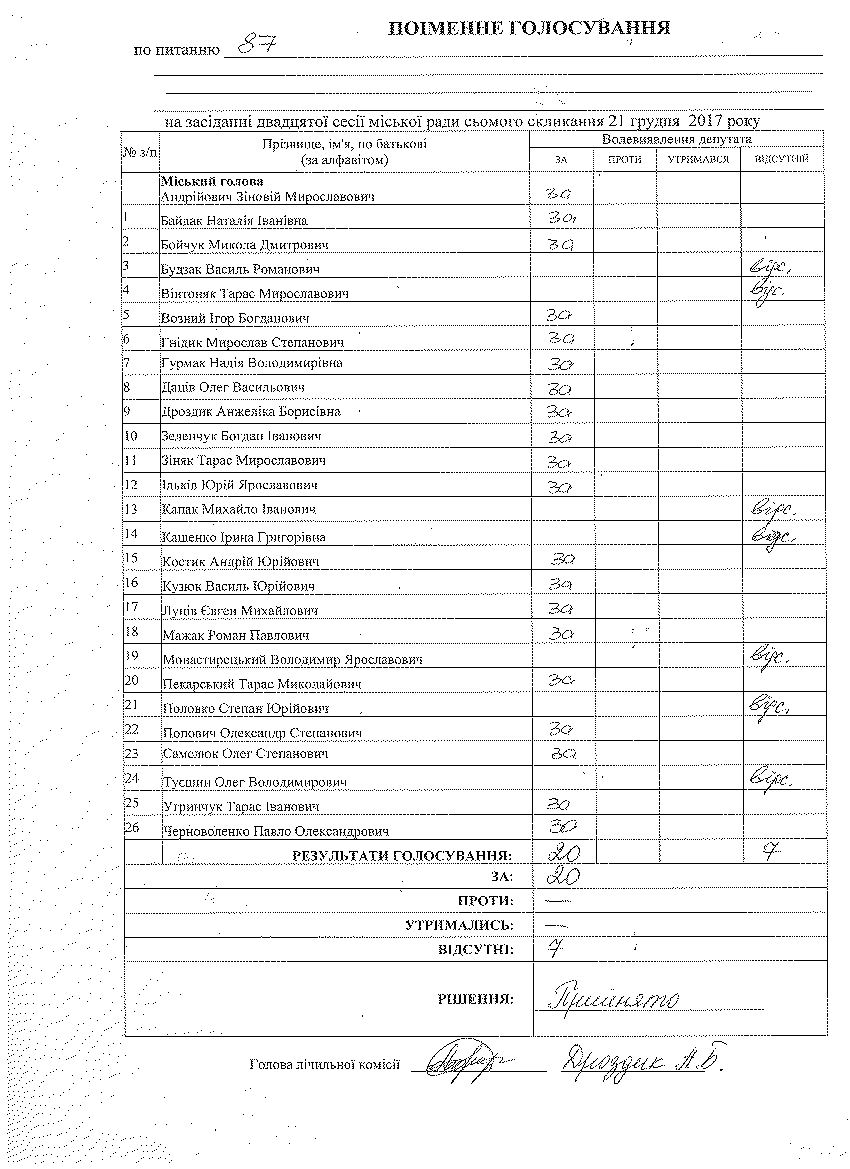 ПОІМЕННЕ ГОЛОСУВАННЯ
по питанню 87
на засіданні двадцятої сесії міської ради сьомого скликання 21 грудня 2017 року
№ з/п Прізвище, ім'я, по батькові (за алфавітом) Волевиявлення депутата
ЗА ПРОТИ УТРИМАВСЯ ВІДСУТНІЙ
Міський голова
Андрійович Зіновій Мирославович За
1 Байдак Наталія Іванівна За
2 Бойчук Микола Дмитрович За
3 Будзак Василь Романович відс.
4 Вінтоняк Тарас Мирославович відс.
5 Возний Ігор Богданович За
6 Гнідик Мирослав Степанович За
7 Гурмак Надія Володимирівна За
8 Даців Олег Васильович За
9 Дроздик Анжеліка Борисівна За
10 Зеленчук Богдан Іванович За
11 Зіняк Тарас Мирославович За
12 Ільків Юрій Ярославович За
13 Капак Михайло Іванович відс.
14 Кашенко Ірина Григорівна відс.
15 Костик Андрій Юрійович За
16 Кузюк Василь Юрійович За
17 Луців Євген Михайлович За
18 Мажак Роман Павлович За
19 Монастирецький Володимир Ярославович відс.
20 Пекарський Тарас Миколайович За
21 Половко Степан Юрійович відс.
22 Попович Олександр Степанович За
23 Самелюк Олег Степанович За
24 Олег Володимирович відс.
25 Угринчук Тарас Іванович За
26 Черноволенко Павло Олександрович За
РЕЗУЛЬТАТИ ГОЛОСУВАННЯ: 20 7
ЗА: 20
ПРОТИ: —
УТРИМАЛИСЬ: —
ВІДСУТНІ: 7
РІШЕННЯ: Прийнято
Голова лічильної комісії Дроздик А.Б.